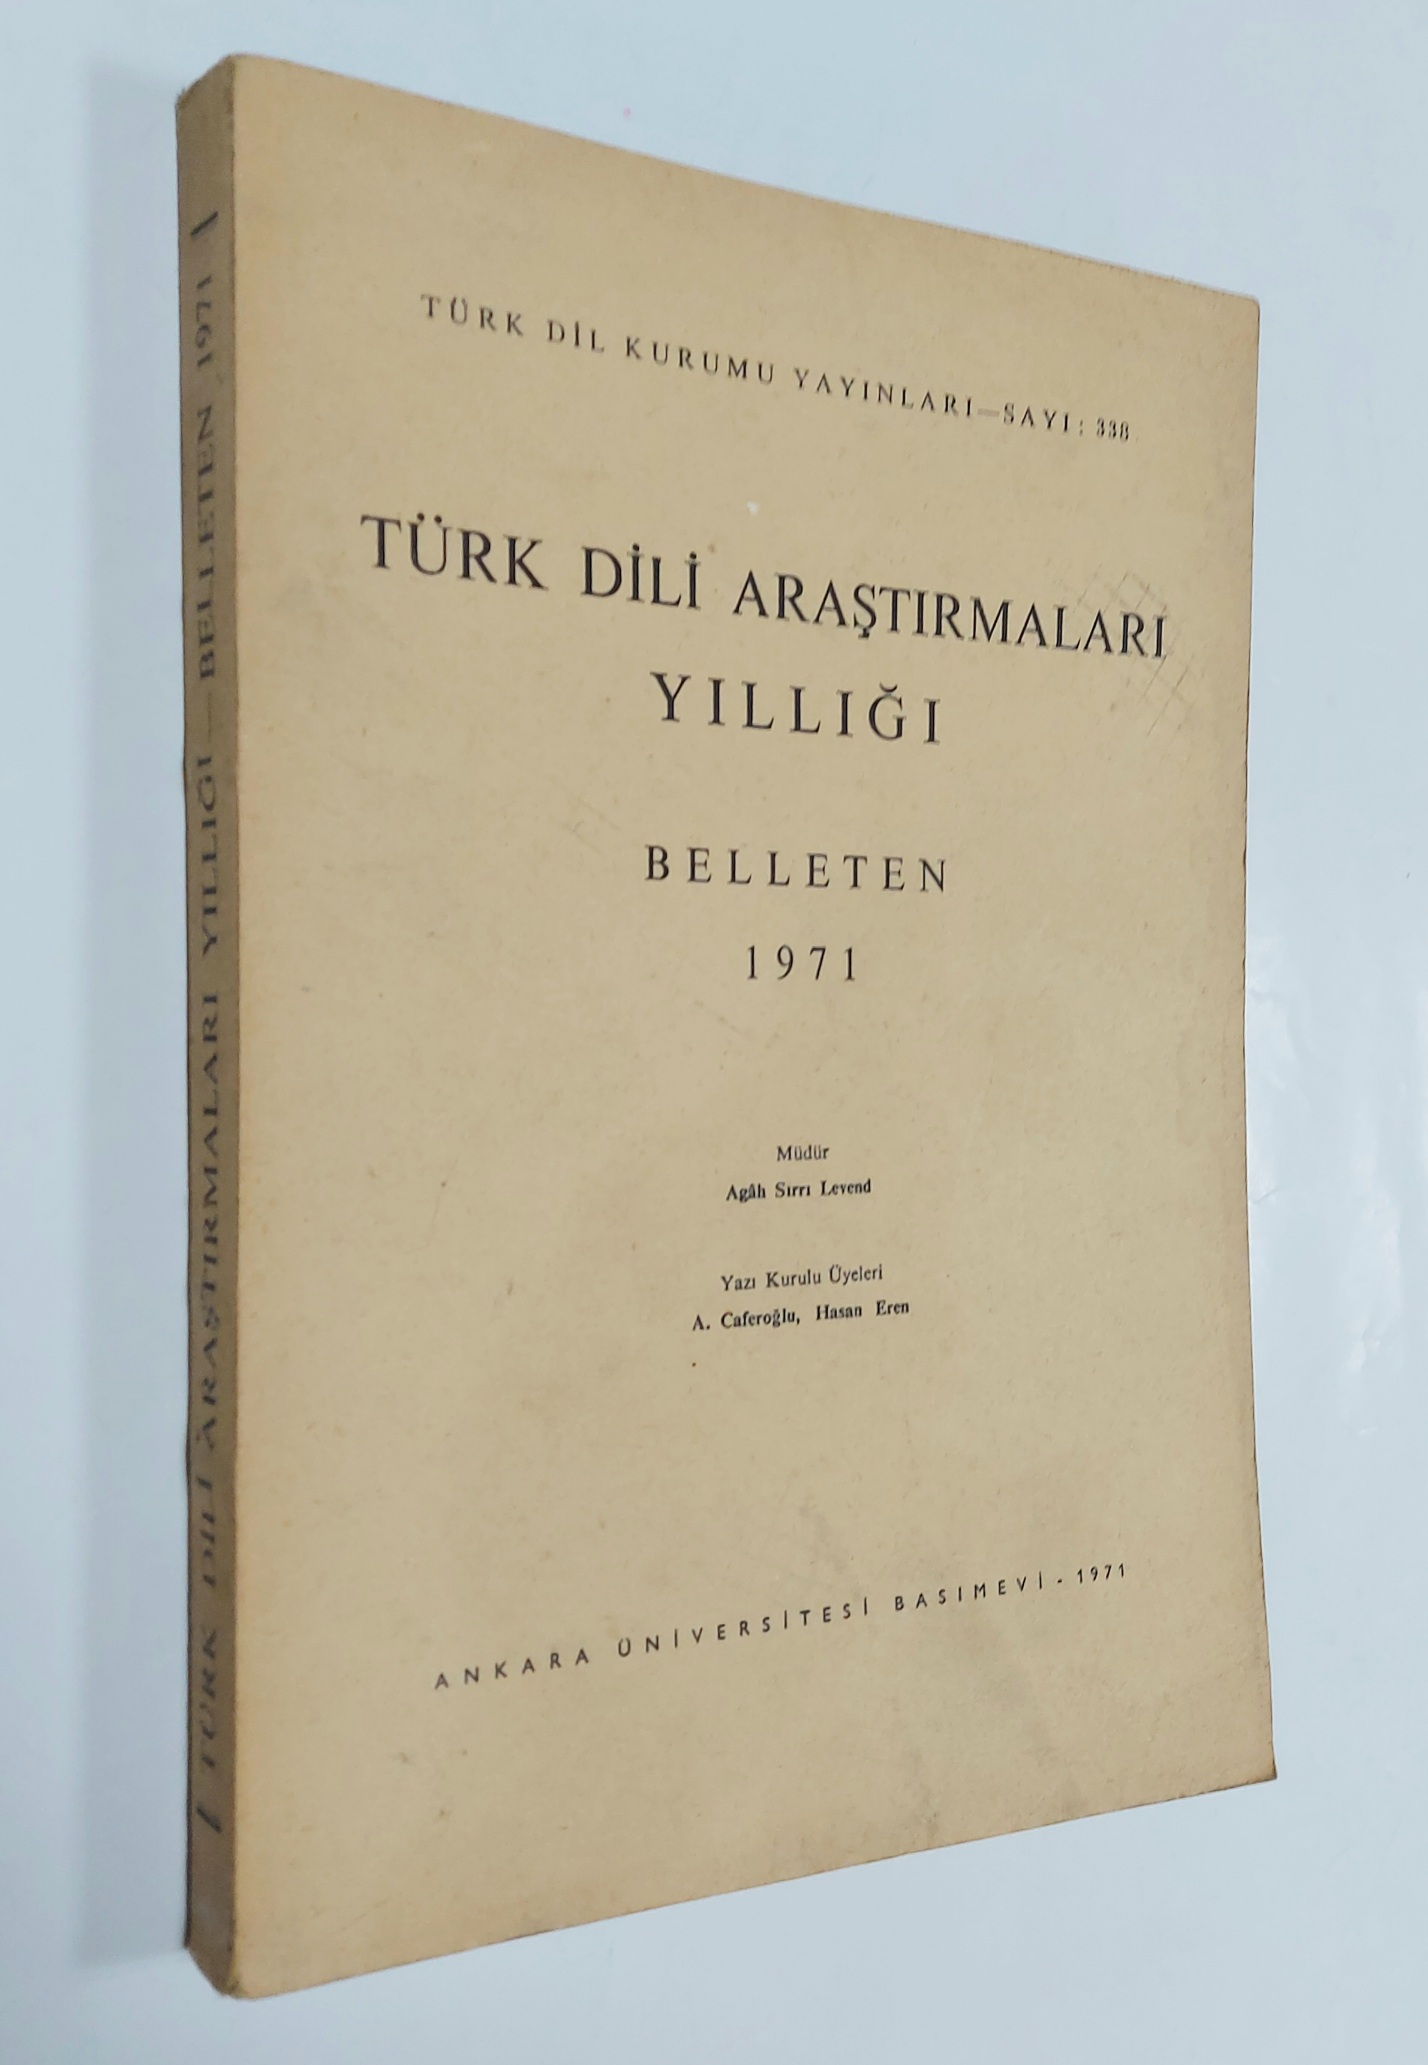 TÜRK DİL KURUMU YAYINLARI—SAYI: 338
TÜRK DİLİ ARAŞTIRMALARI
YILLIĞI
BELLETEN
1971
Müdür
Agâh Sırrı Levend
Yazı Kurulu Üyeleri
A. Caferoğlu, Hasan Eren
ANKARA ÜNİVERSİTESİ BASIMEVİ - 1971
TÜRK DİLİ ARAŞTIRMALARI YILLIĞI — BELLETEN 1971